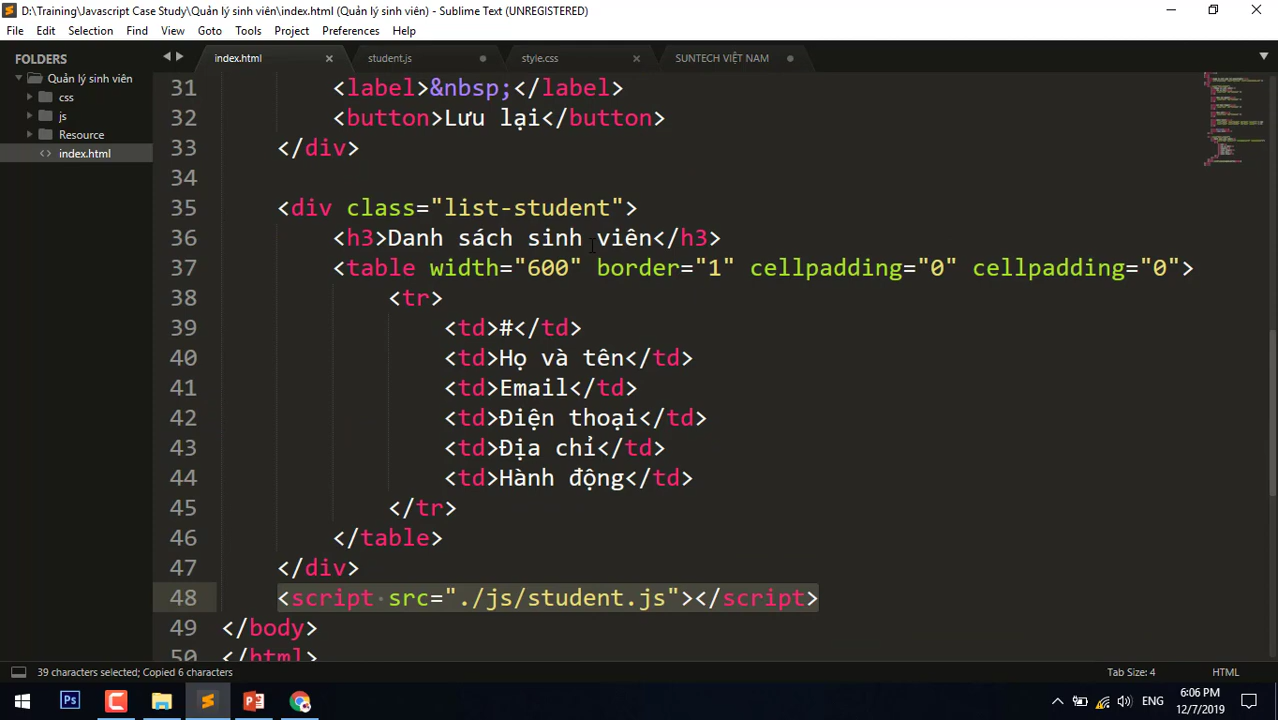 D:\Training\Javascript Case Study\Quản lý sinh viên\index.html (Quản lý sinh viên) - Sublime Text (UNREGISTERED)
File Edit Selection Find View Goto Tools Project Preferences Help
FOLDERS
Quản lý sinh viên
css
js
Resource
index.html
index.html student.js style.css SUNTECH VIỆT NAM
31 <label>&nbsp;</label>
32 <button>Lưu lại</button>
33 </div>
34
35 <div class="list-student">
36 <h3>Danh sách sinh viên</h3>
37 <table width="600" border="1" cellpadding="0" cellpadding="0">
38 <tr>
39 <td>#</td>
40 <td>Họ và tên</td>
41 <td>Email</td>
42 <td>Điện thoại</td>
43 <td>Địa chỉ</td>
44 <td>Hành động</td>
45 </tr>
46 </table>
47 </div>
48 <script src="./js/student.js"></script>
49 </body>
50 </html>
39 characters selected; Copied 6 characters Tab Size: 4 HTML
Ps ENG 6:06 PM
12/7/2019